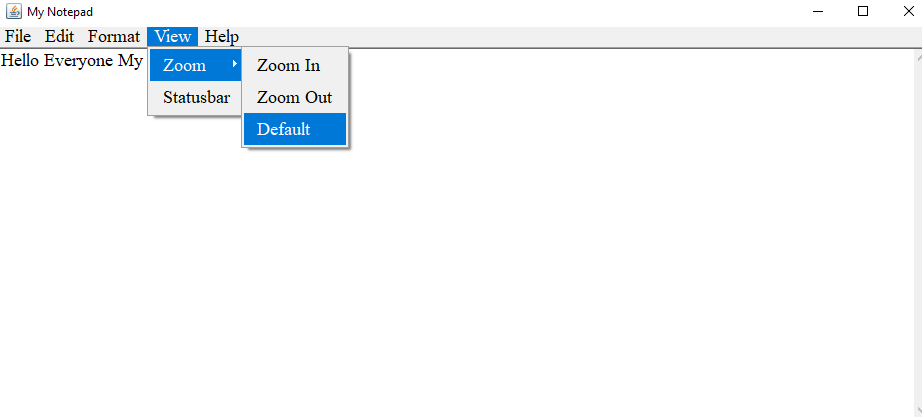 My Notepad
File Edit Format View Help
Hello Everyone My
Zoom
Statusbar
Zoom In
Zoom Out
Default